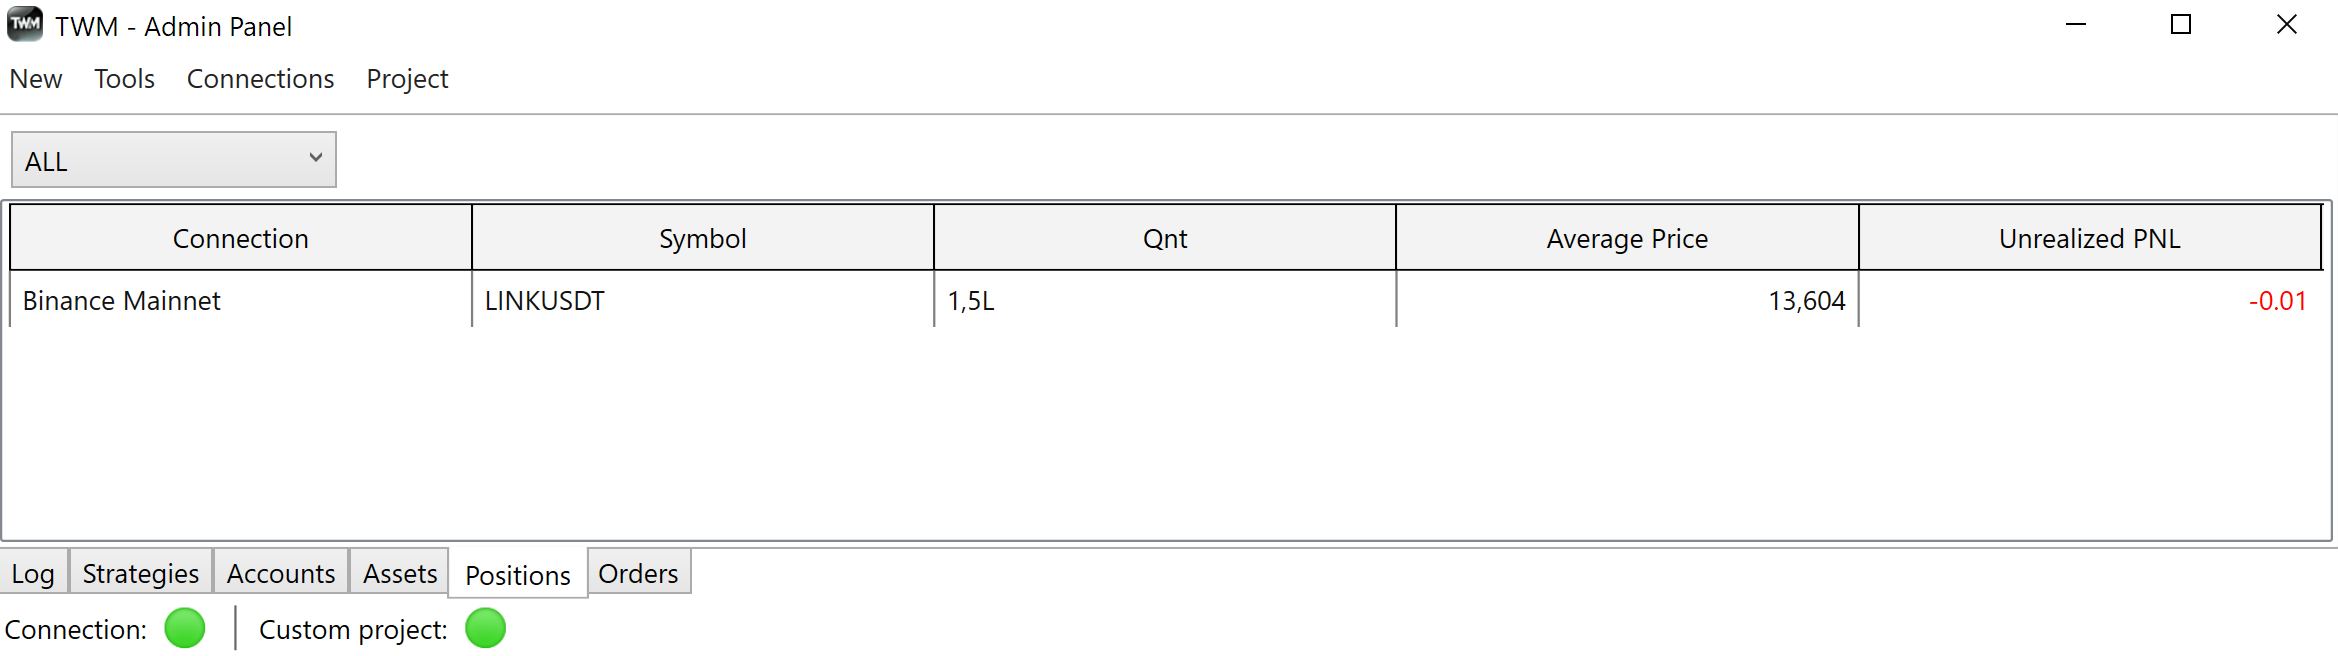 TWM TWM - Admin Panel
New Tools Connections Project
ALL
Connection Symbol Qnt Average Price Unrealized PNL
Binance Mainnet LINKUSDT 1,5L 13,604 -0.01
Log Strategies Accounts Assets Positions Orders
Connection: Custom project: